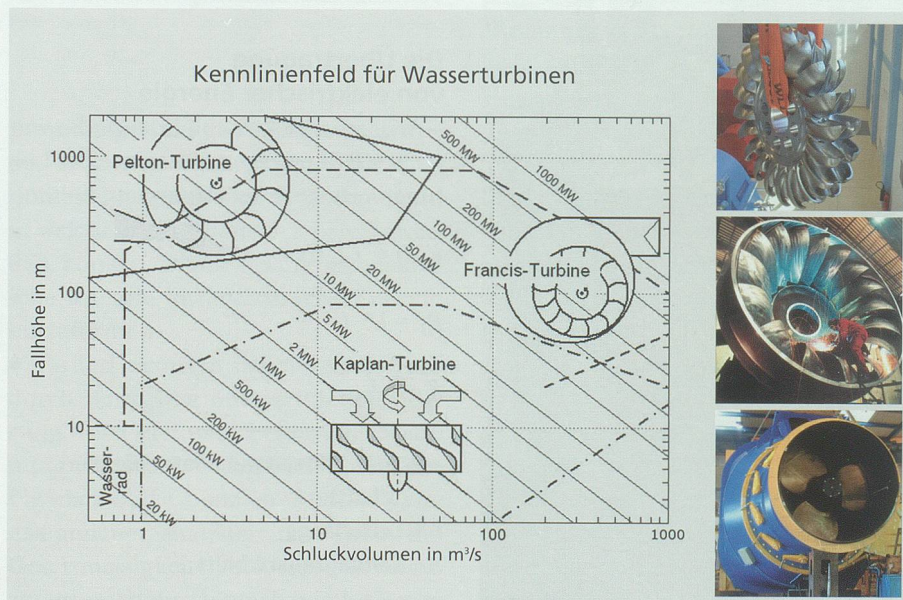 Kennlinienfeld für Wasserturbinen
Fallhöhe in m
1000
100
10
Pelton-Turbine
Francis-Turbine
Kaplan-Turbine
Wasser-
rad
1000 MW
500 MW
200 MW
100 MW
50 MW
20 MW
10 MW
5 MW
2 MW
1 MW
500 kW
200 kW
100 kW
50 kW
20 kW
1
10
100
1000
Schluckvolumen in m³/s